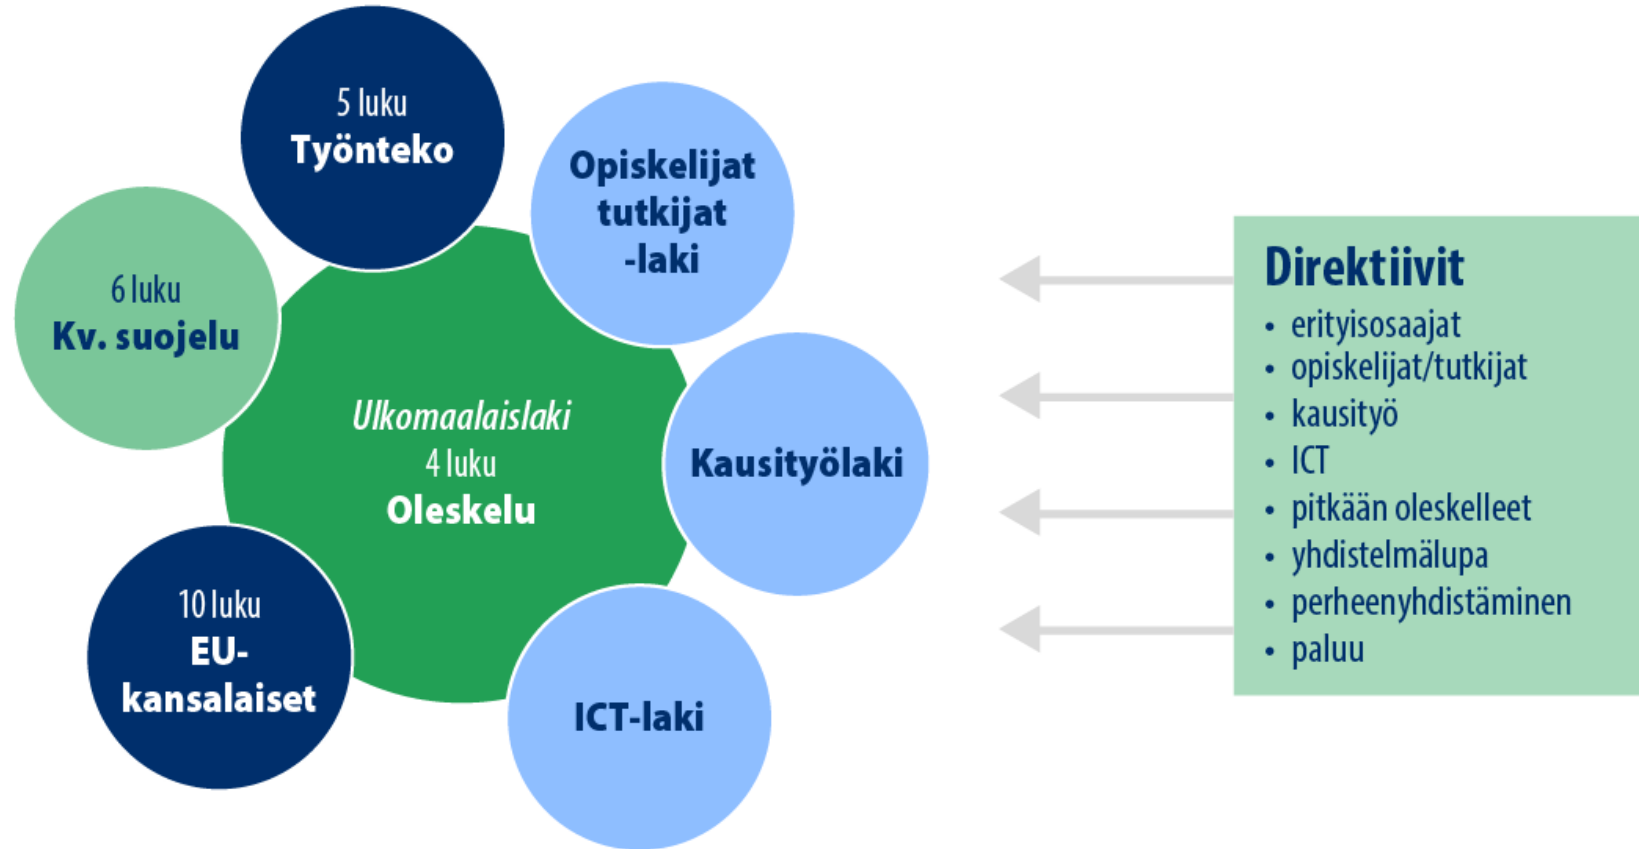 5 luku
Työnteko
Opiskelijat
tutkijat
-laki
6 luku
Kv. suojelu
Ulkomaalaislaki
4 luku
Oleskelu
Kausityölaki
10 luku
EU-
kansalaiset
ICT-laki
Direktiivit
• erityisosaajat
• opiskelijat/tutkijat
• kausityö
• ICT
• pitkään oleskelleet
• yhdistelmälupa
• perheenyhdistäminen
• paluu